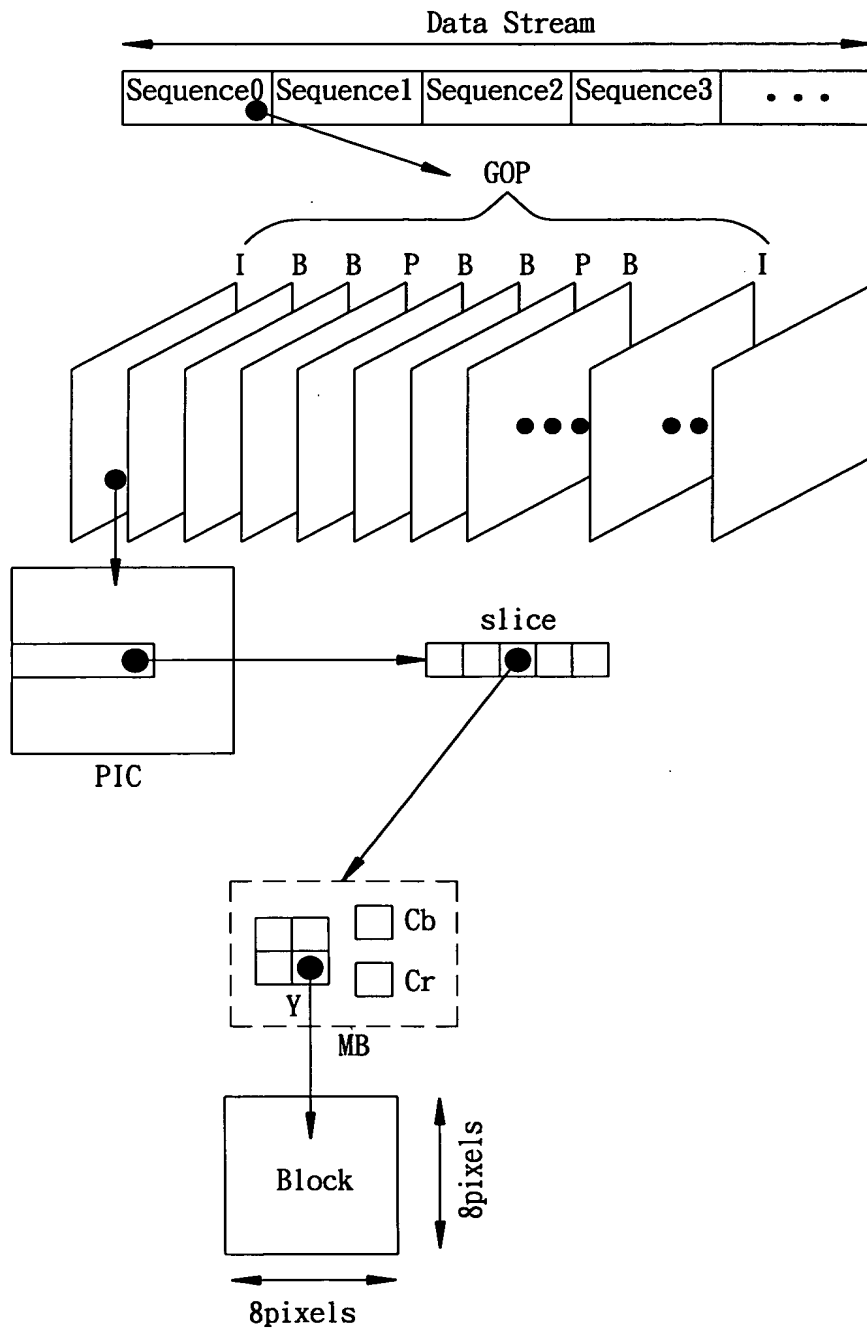 Data Stream
Sequence0 Sequence1 Sequence2 Sequence3 • • •
GOP
I B B P B B P B I
slice
PIC
Cb
Cr
Y
MB
Block
8pixels
8pixels